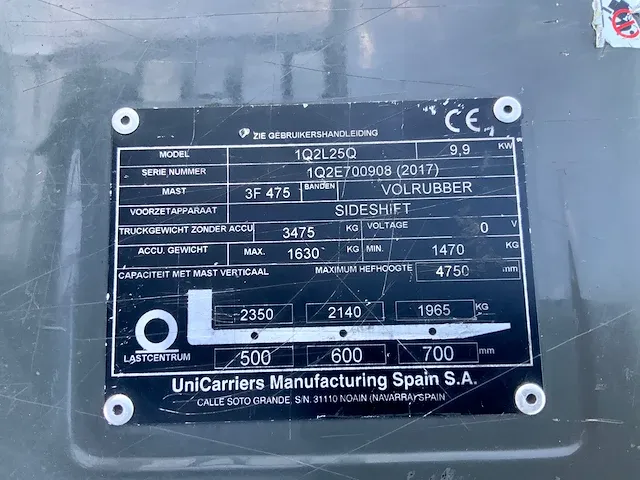 ZIE GEBRUIKERSHANDLEIDING CE
MODEL 1Q2L25Q 9,9 KW
SERIE NUMMER 1Q2E700908 (2017)
MAST 3F 475 BANDEN VOLRUBBER
VOORZETAPPARAAT SIDESHIFT
TRUCKGEWICHT ZONDER ACCU 3475 KG VOLTAGE 0 V
ACCU. GEWICHT MAX. 1630 KG MIN. 1470 KG
CAPACITEIT MET MAST VERTICAAL MAXIMUM HEFHOOGTE 4750 mm
2350 2140 1965 KG
LASTCENTRUM 500 600 700 mm
UniCarriers Manufacturing Spain S.A.
CALLE SOTO GRANDE, S/N. 31110 NOAIN (NAVARRA) SPAIN